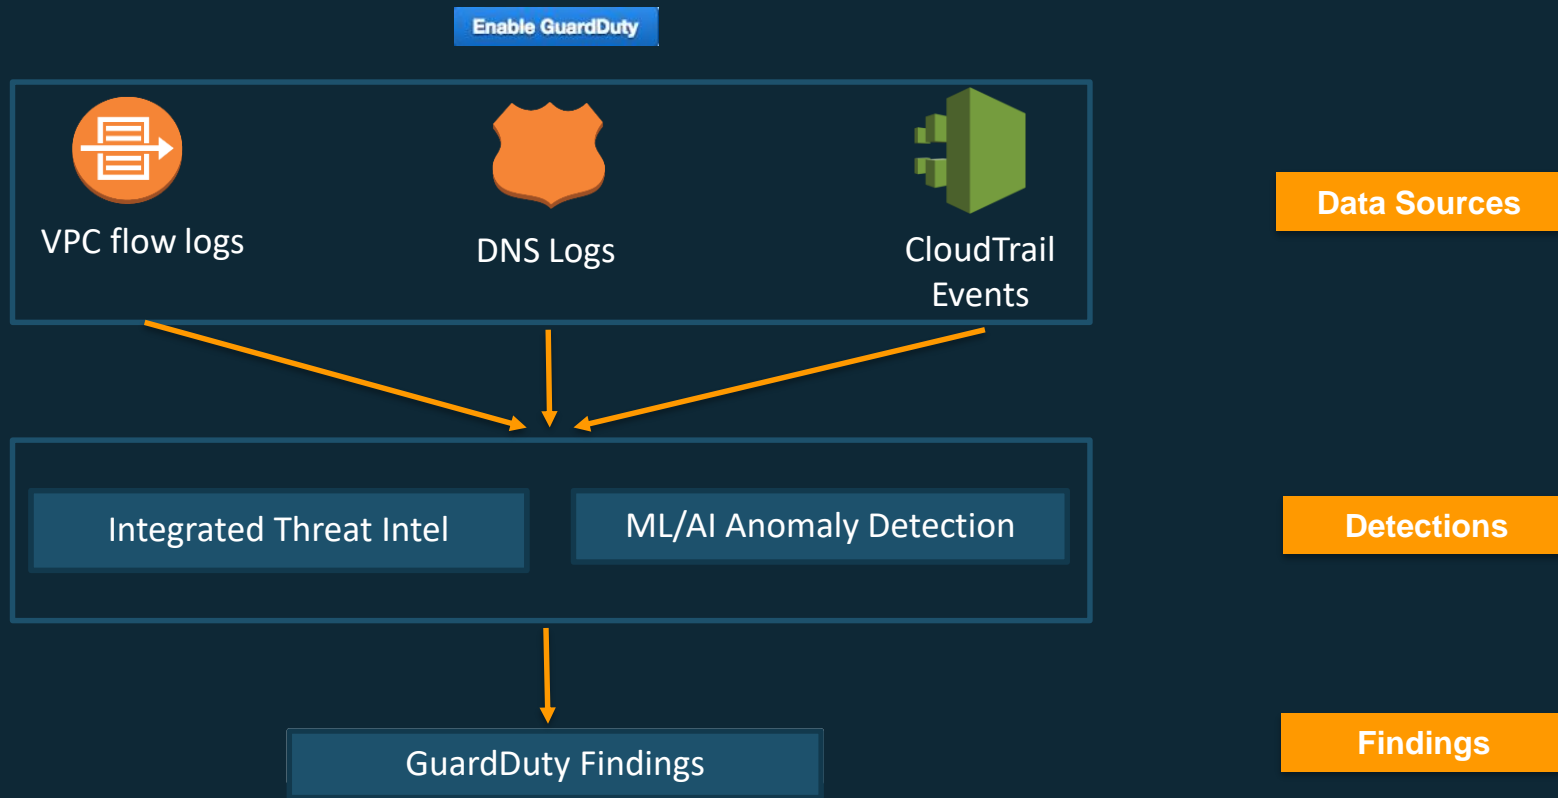 Enable GuardDuty
VPC flow logs
DNS Logs
CloudTrail
Events
Data Sources
Integrated Threat Intel
ML/AI Anomaly Detection
Detections
GuardDuty Findings
Findings